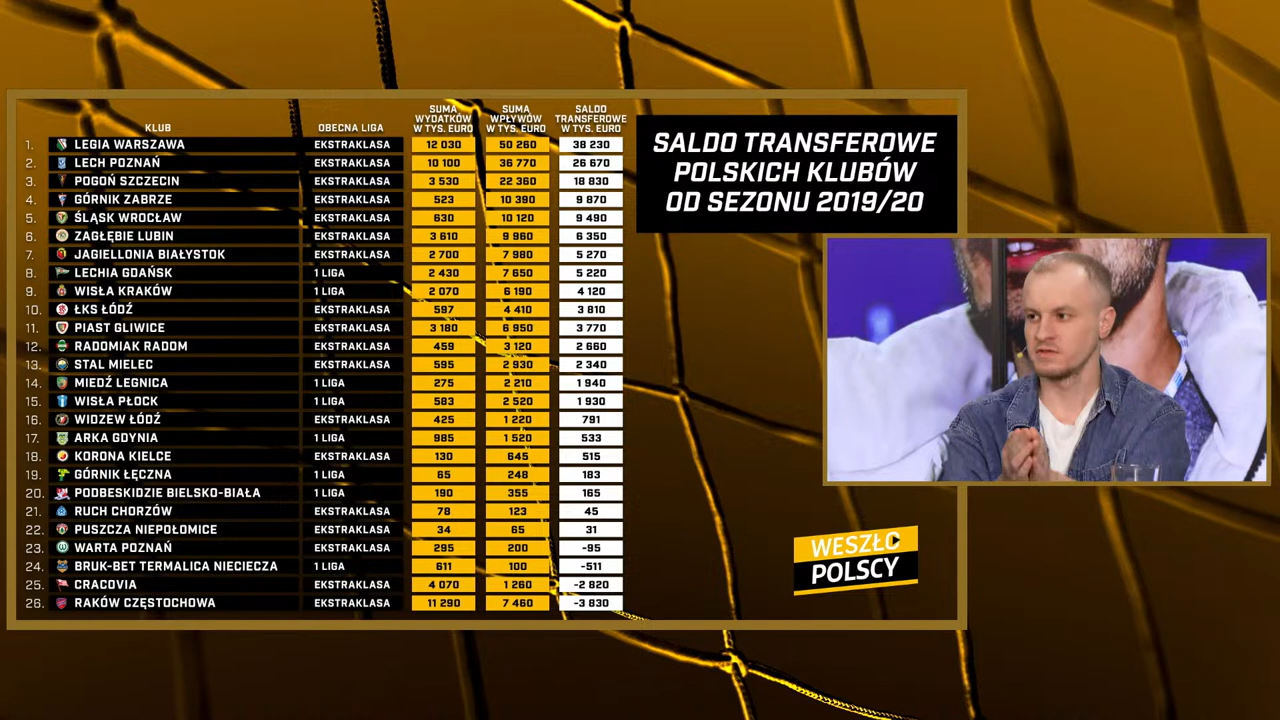 KLUB OBECNA LIGA SUMA WYDATKÓW W TYS. EURO SUMA WPŁYWÓW W TYS. EURO SALDO TRANSFEROWE W TYS. EURO
1. LEGIA WARSZAWA EKSTRAKLASA 12 030 50 260 38 230
2. LECH POZNAŃ EKSTRAKLASA 10 100 36 770 26 670
3. POGOŃ SZCZECIN EKSTRAKLASA 3 530 22 360 18 830
4. GÓRNIK ZABRZE EKSTRAKLASA 523 10 390 9 870
5. ŚLĄSK WROCŁAW EKSTRAKLASA 630 10 120 9 490
6. ZAGŁĘBIE LUBIN EKSTRAKLASA 3 610 9 960 6 350
7. JAGIELLONIA BIAŁYSTOK EKSTRAKLASA 2 700 7 980 5 270
8. LECHIA GDAŃSK 1 LIGA 2 430 7 650 5 220
9. WISŁA KRAKÓW 1 LIGA 2 070 6 190 4 120
10. ŁKS ŁÓDŹ EKSTRAKLASA 597 4 410 3 810
11. PIAST GLIWICE EKSTRAKLASA 3 180 6 950 3 770
12. RADOMIAK RADOM EKSTRAKLASA 459 3 120 2 660
13. STAL MIELEC EKSTRAKLASA 595 2 930 2 340
14. MIEDŹ LEGNICA 1 LIGA 275 2 210 1 940
15. WISŁA PŁOCK 1 LIGA 583 2 520 1 930
16. WIDZEW ŁÓDŹ EKSTRAKLASA 425 1 220 791
17. ARKA GDYNIA 1 LIGA 985 1 520 533
18. KORONA KIELCE EKSTRAKLASA 130 645 515
19. GÓRNIK ŁĘCZNA 1 LIGA 65 248 183
20. PODBESKIDZIE BIELSKO-BIAŁA 1 LIGA 190 355 165
21. RUCH CHORZÓW EKSTRAKLASA 78 123 45
22. PUSZCZA NIEPOŁOMICE EKSTRAKLASA 34 65 31
23. WARTA POZNAŃ EKSTRAKLASA 295 200 -95
24. BRUK-BET TERMALICA NIECIECZA 1 LIGA 611 100 -511
25. CRACOVIA EKSTRAKLASA 4 070 1 260 -2 820
26. RAKÓW CZĘSTOCHOWA EKSTRAKLASA 11 290 7 460 -3 830
SALDO TRANSFEROWE
POLSKICH KLUBÓW
OD SEZONU 2019/20
WESZŁO
POLSCY